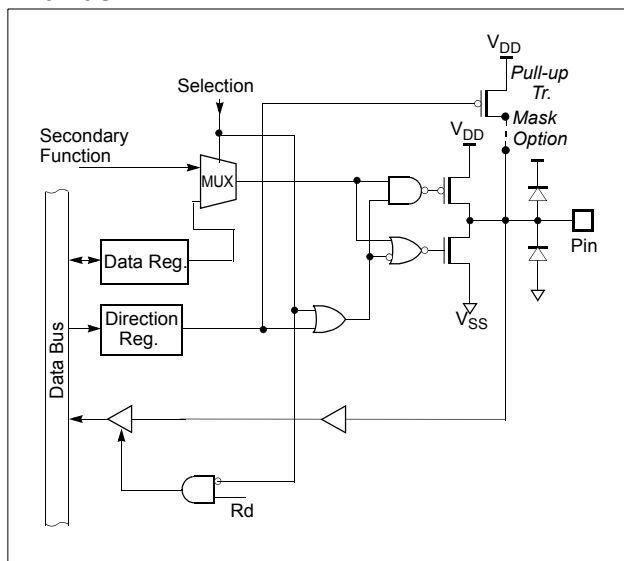 VDD
Pull-up
Tr.
Mask
Option
Selection
VDD
Secondary
Function
MUX
Pin
Data Reg.
Direction
Reg.
VSS
Data Bus
Rd